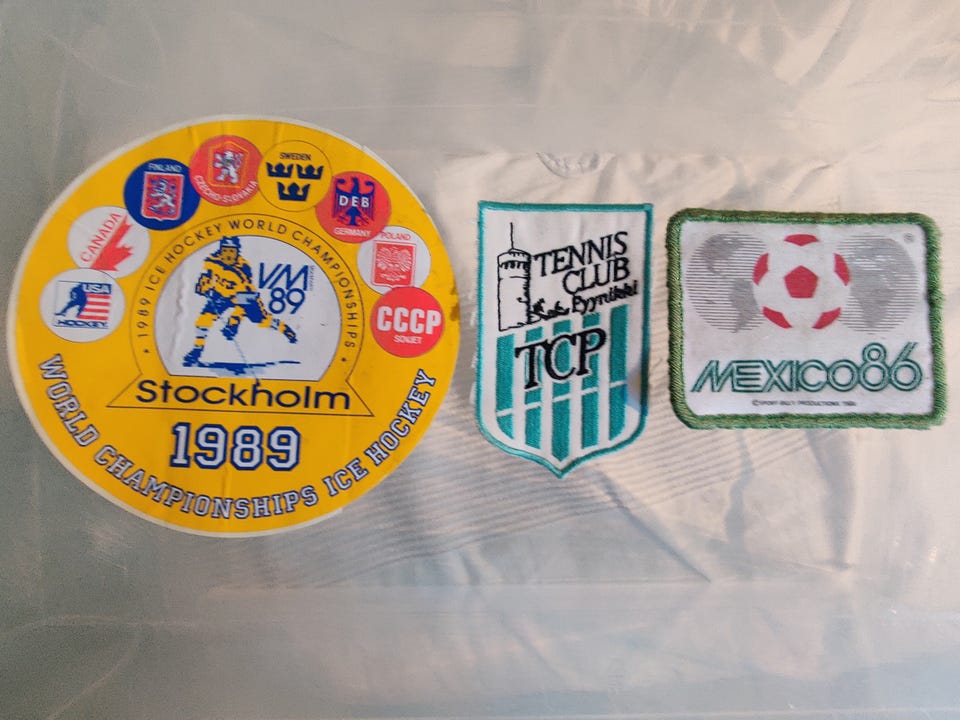 USA
HOCKEY
CANADA
FINLAND
CZECHO-SLOVAKIA
SWEDEN
DEB
GERMANY
POLAND
CCCP
SOVJET
• 1989 ICE HOCKEY WORLD CHAMPIONSHIPS •
VM
89
Stockholm
1989
WORLD CHAMPIONSHIPS ICE HOCKEY
TENNIS
CLUB
Pyynikki
TCP
®
MEXICO86